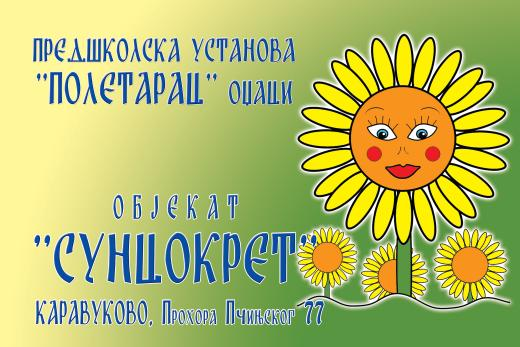 ПРЕДШКОЛСКА УСТАНОВА
"ПОЛЕТАРАЦ" ОЏАЦИ
ОБЈЕКАТ
"СУНЦОКРЕТ"
КАРАВУКОВО, Прохора Пчињског 77